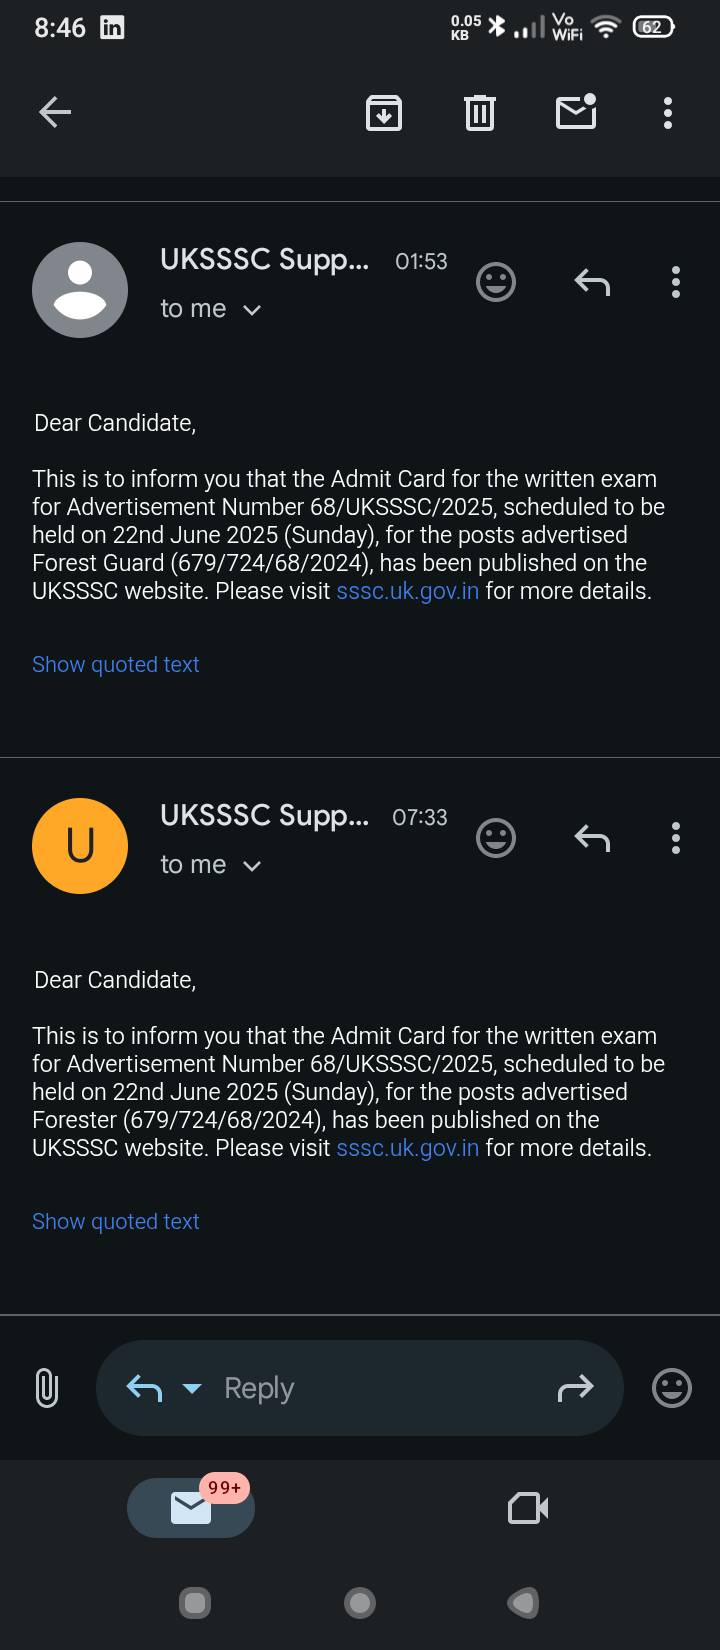 8:46 in 0.05 KB Vo WiFi 62
UKSSSC Supp... 01:53
to me
Dear Candidate,
This is to inform you that the Admit Card for the written exam
for Advertisement Number 68/UKSSSC/2025, scheduled to be
held on 22nd June 2025 (Sunday), for the posts advertised
Forest Guard (679/724/68/2024), has been published on the
UKSSSC website. Please visit sssc.uk.gov.in for more details.
Show quoted text
U
UKSSSC Supp... 07:33
to me
Dear Candidate,
This is to inform you that the Admit Card for the written exam
for Advertisement Number 68/UKSSSC/2025, scheduled to be
held on 22nd June 2025 (Sunday), for the posts advertised
Forester (679/724/68/2024), has been published on the
UKSSSC website. Please visit sssc.uk.gov.in for more details.
Show quoted text
Reply
99+